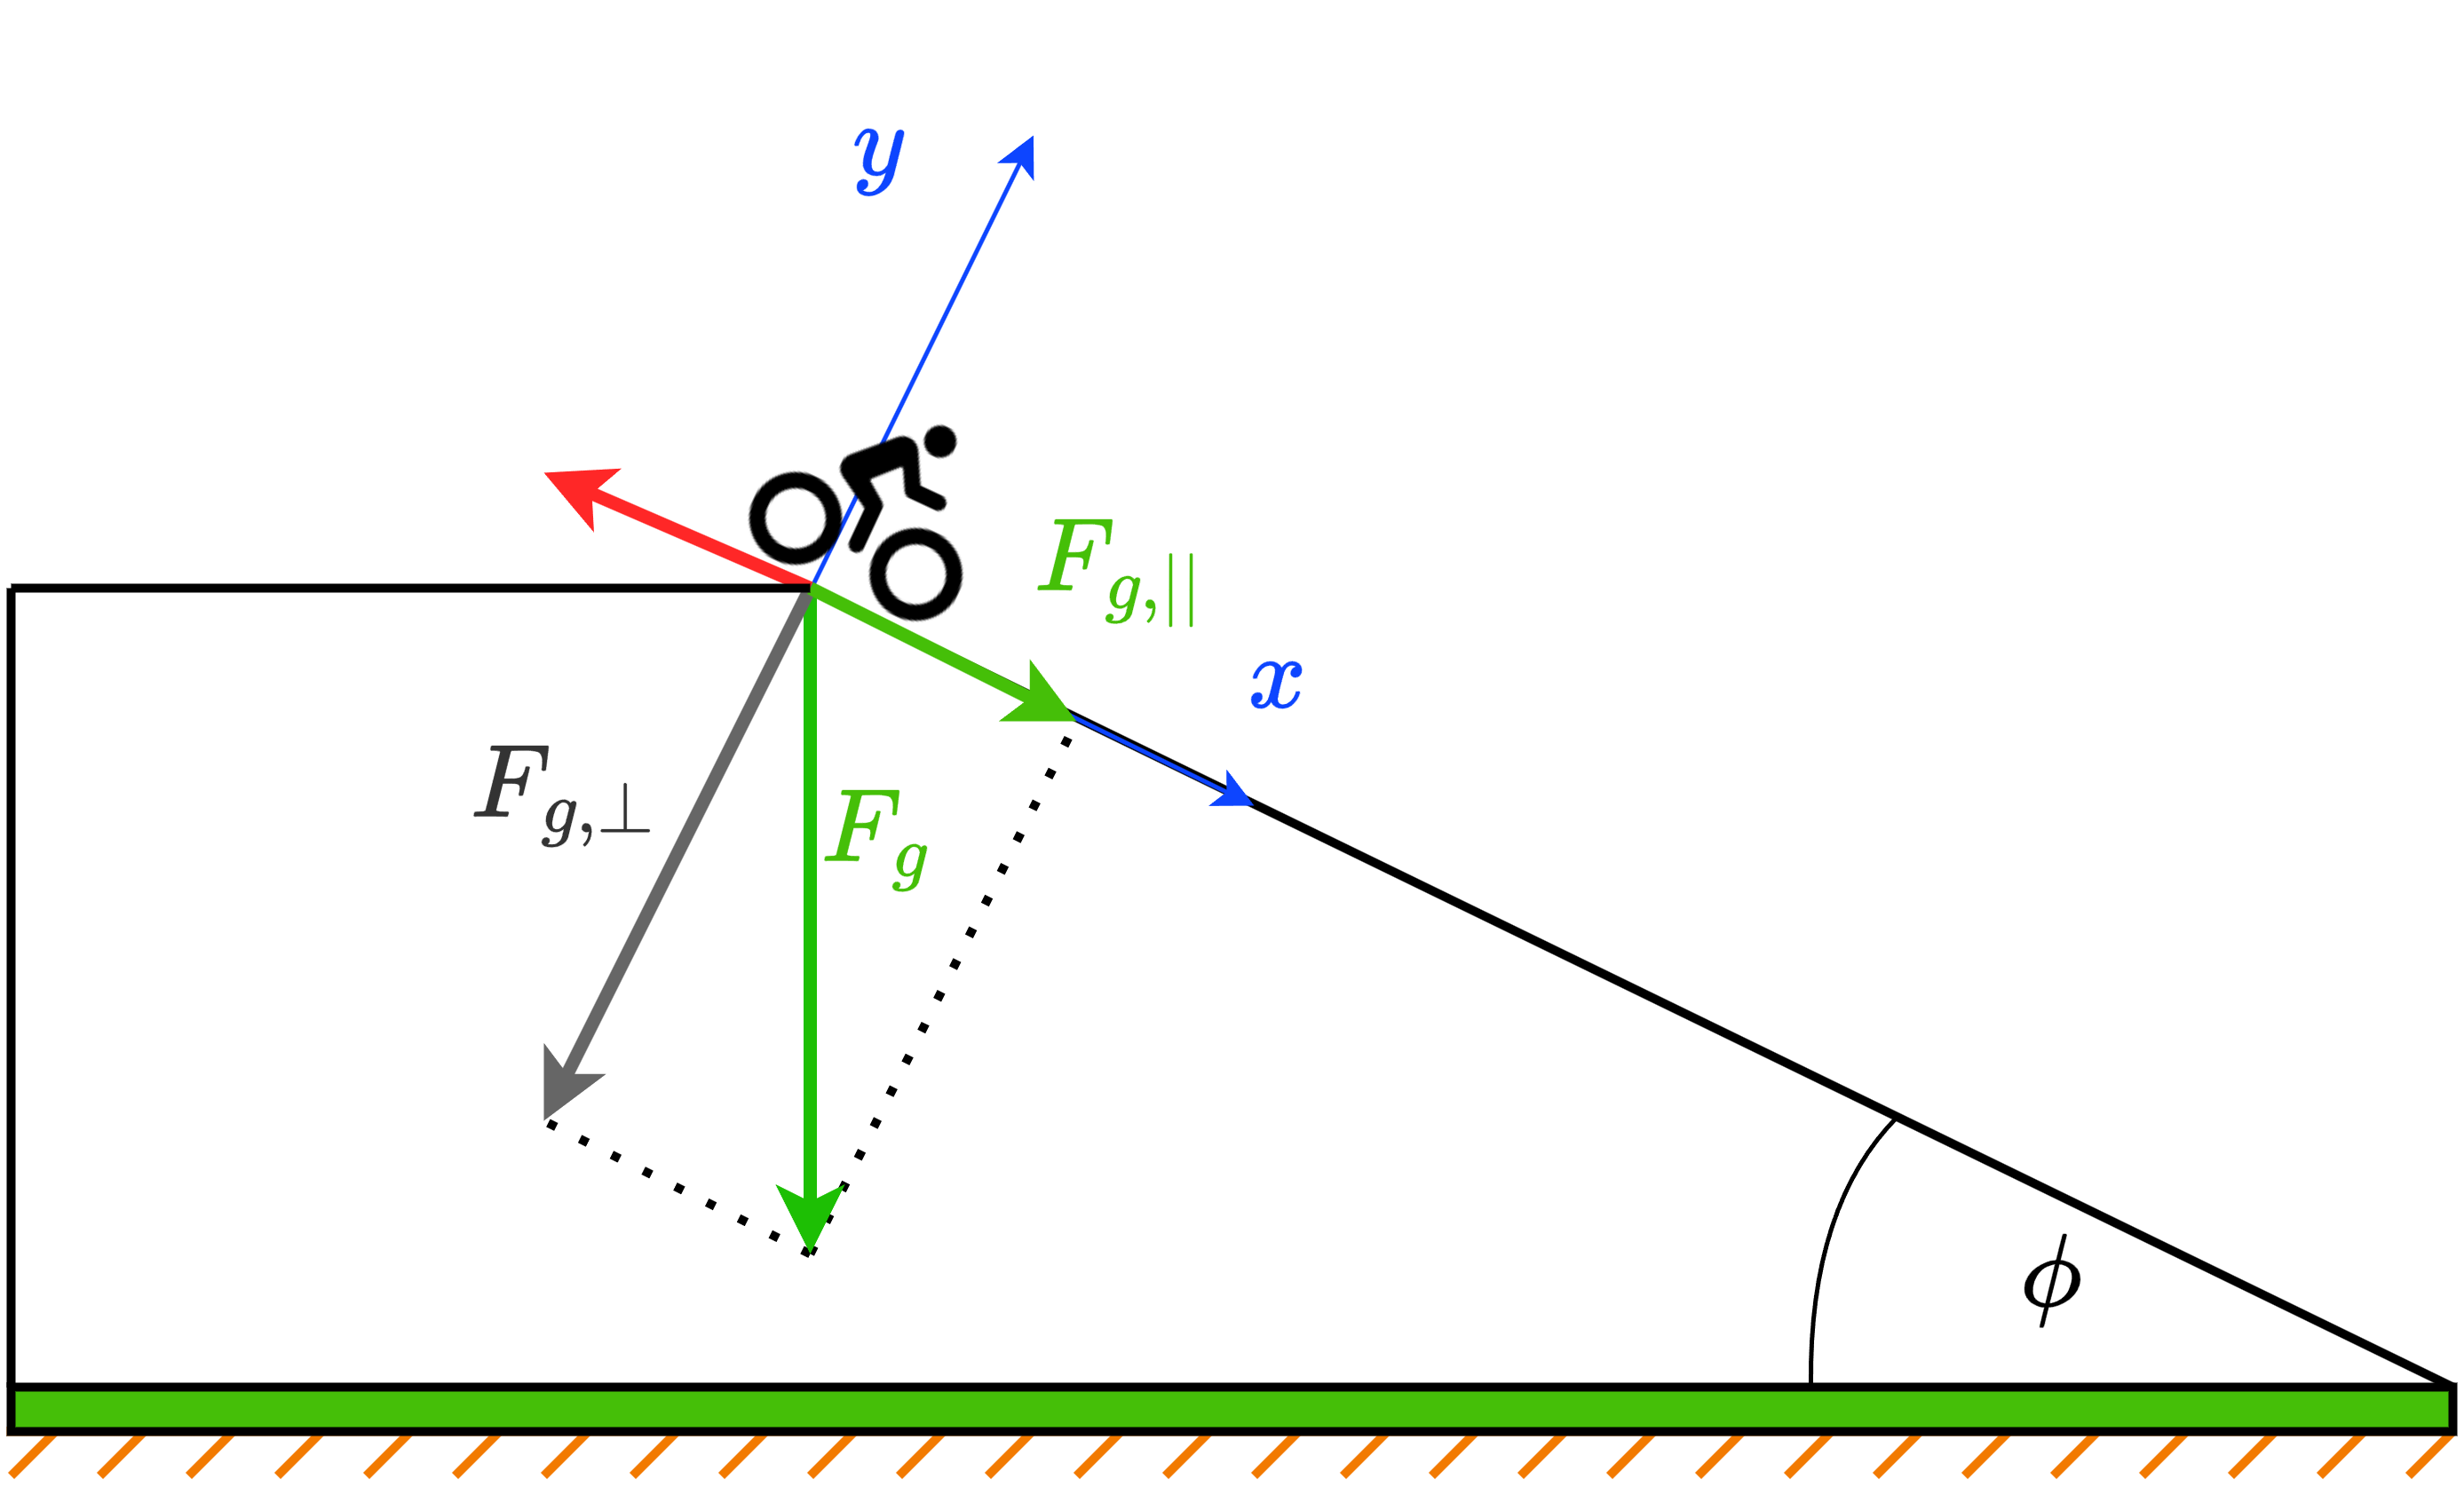 y
F_{g,||}
x
F_{g,⊥}
F_g
ϕ